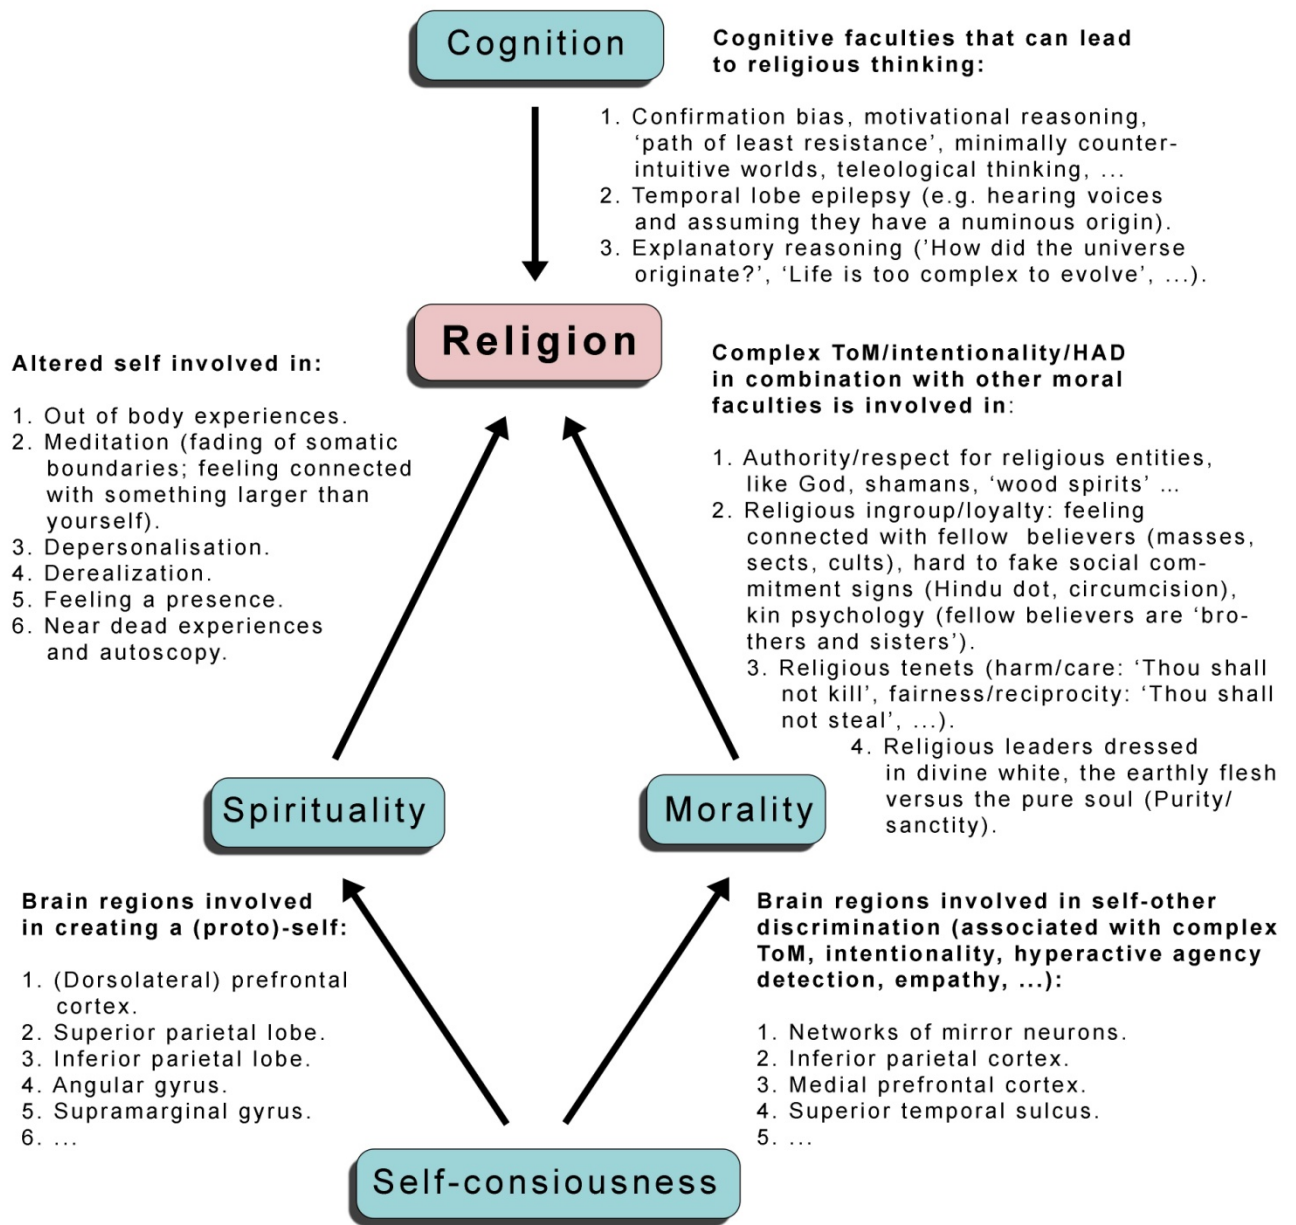 Cognition
Cognitive faculties that can lead
to religious thinking:
1. Confirmation bias, motivational reasoning,
‘path of least resistance’, minimally counter-
intuitive worlds, teleological thinking, ...
2. Temporal lobe epilepsy (e.g. hearing voices
and assuming they have a numinous origin).
3. Explanatory reasoning (’How did the universe
originate?’, ‘Life is too complex to evolve’, ...).
Religion
Altered self involved in:
1. Out of body experiences.
2. Meditation (fading of somatic
boundaries; feeling connected
with something larger than
yourself).
3. Depersonalisation.
4. Derealization.
5. Feeling a presence.
6. Near dead experiences
and autoscopy.
Complex ToM/intentionality/HAD
in combination with other moral
faculties is involved in:
1. Authority/respect for religious entities,
like God, shamans, ‘wood spirits’ ...
2. Religious ingroup/loyalty: feeling
connected with fellow believers (masses,
sects, cults), hard to fake social com-
mitment signs (Hindu dot, circumcision),
kin psychology (fellow believers are ‘bro-
thers and sisters’).
3. Religious tenets (harm/care: ‘Thou shall
not kill’, fairness/reciprocity: ‘Thou shall
not steal’, ...).
4. Religious leaders dressed
in divine white, the earthly flesh
versus the pure soul (Purity/
sanctity).
Spirituality
Morality
Brain regions involved
in creating a (proto)-self:
1. (Dorsolateral) prefrontal
cortex.
2. Superior parietal lobe.
3. Inferior parietal lobe.
4. Angular gyrus.
5. Supramarginal gyrus.
6. ...
Brain regions involved in self-other
discrimination (associated with complex
ToM, intentionality, hyperactive agency
detection, empathy, ...):
1. Networks of mirror neurons.
2. Inferior parietal cortex.
3. Medial prefrontal cortex.
4. Superior temporal sulcus.
5. ...
Self-consiousness